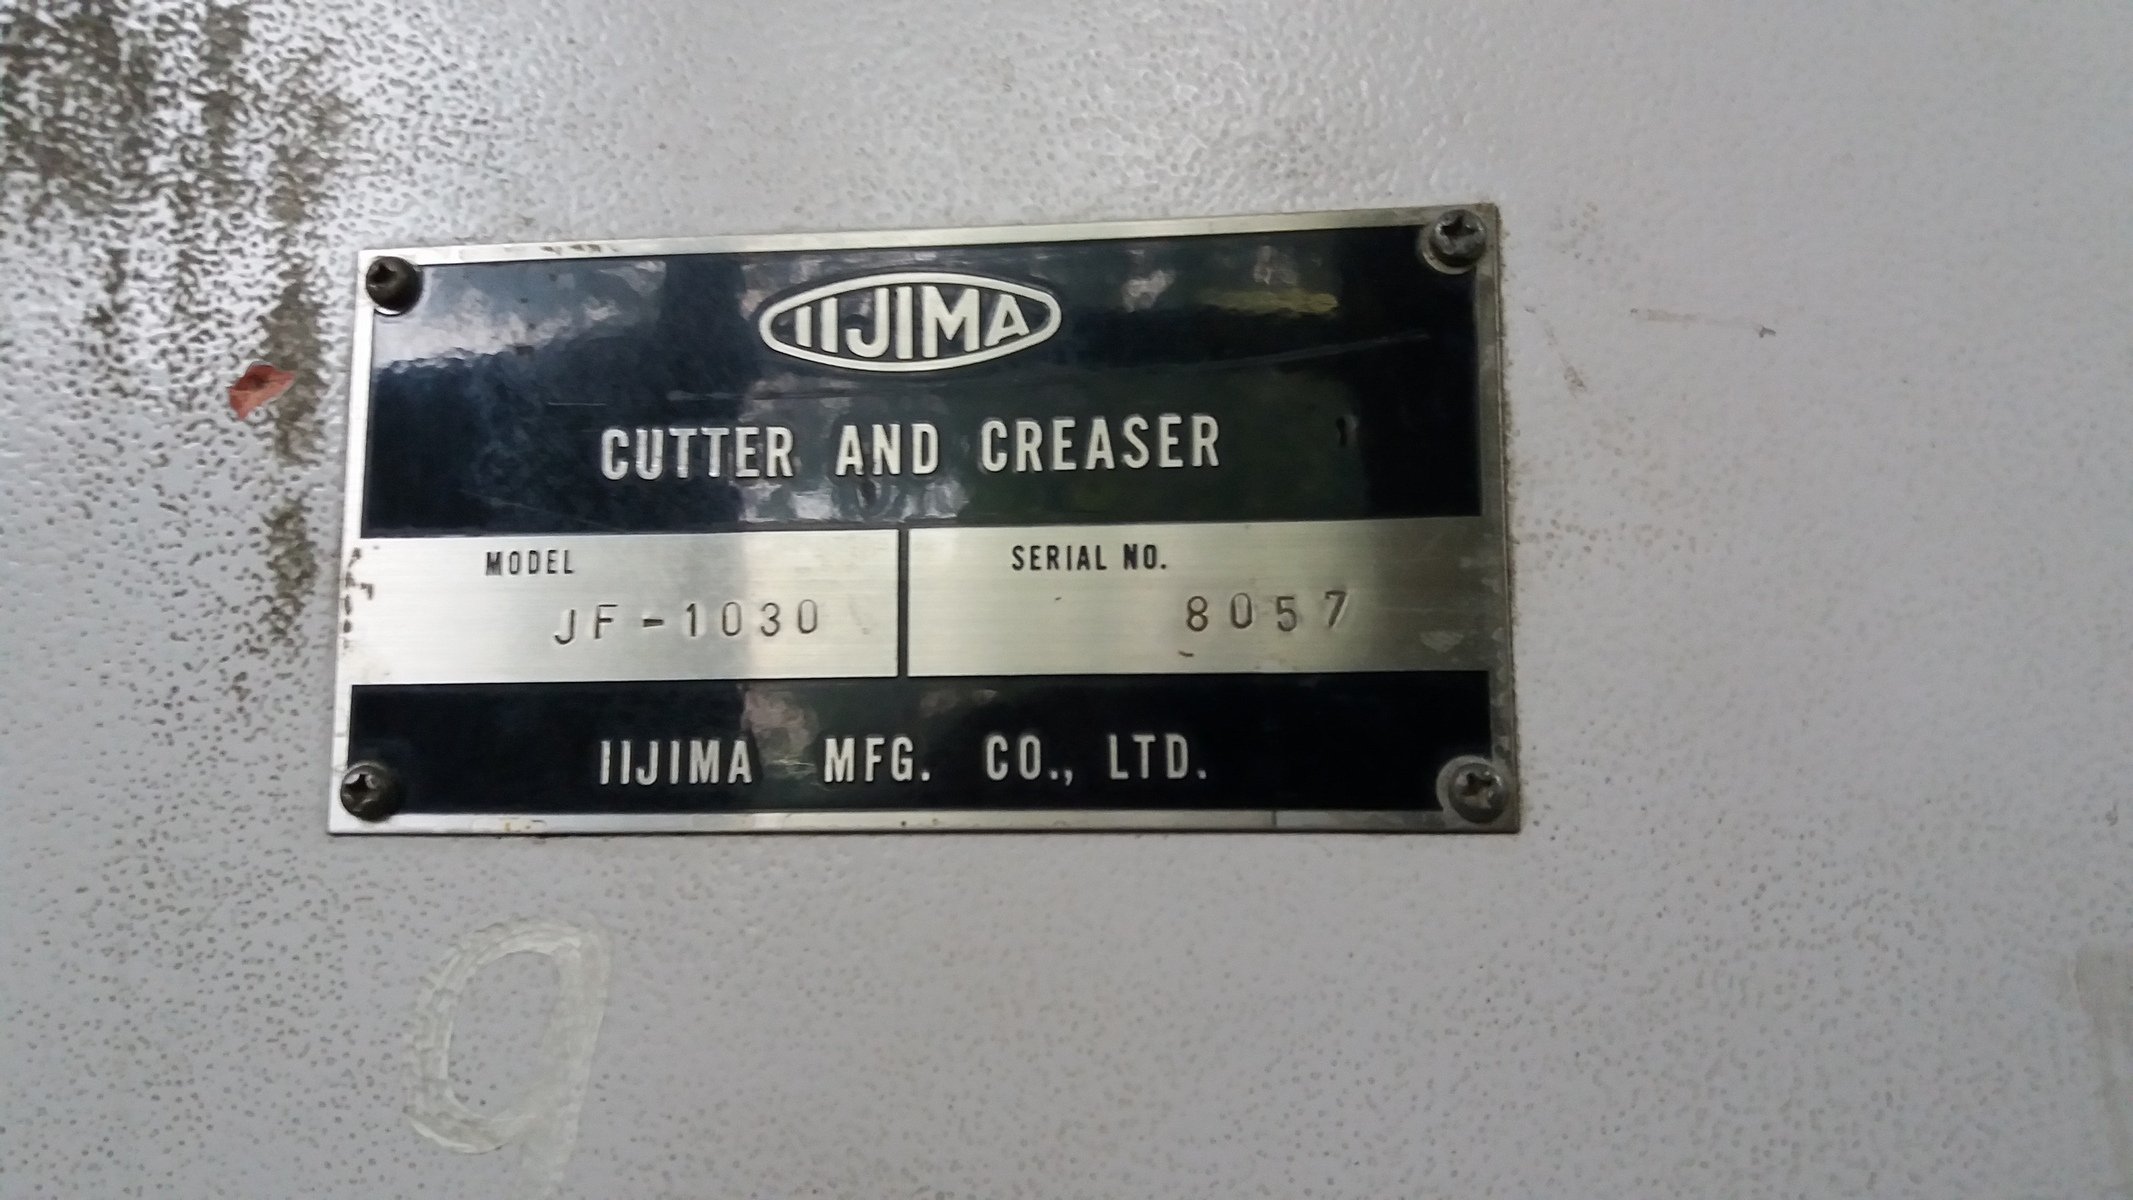 IIJIMA
CUTTER AND CREASER
MODEL
JF-1030
SERIAL NO.
8057
IIJIMA MFG. CO., LTD.